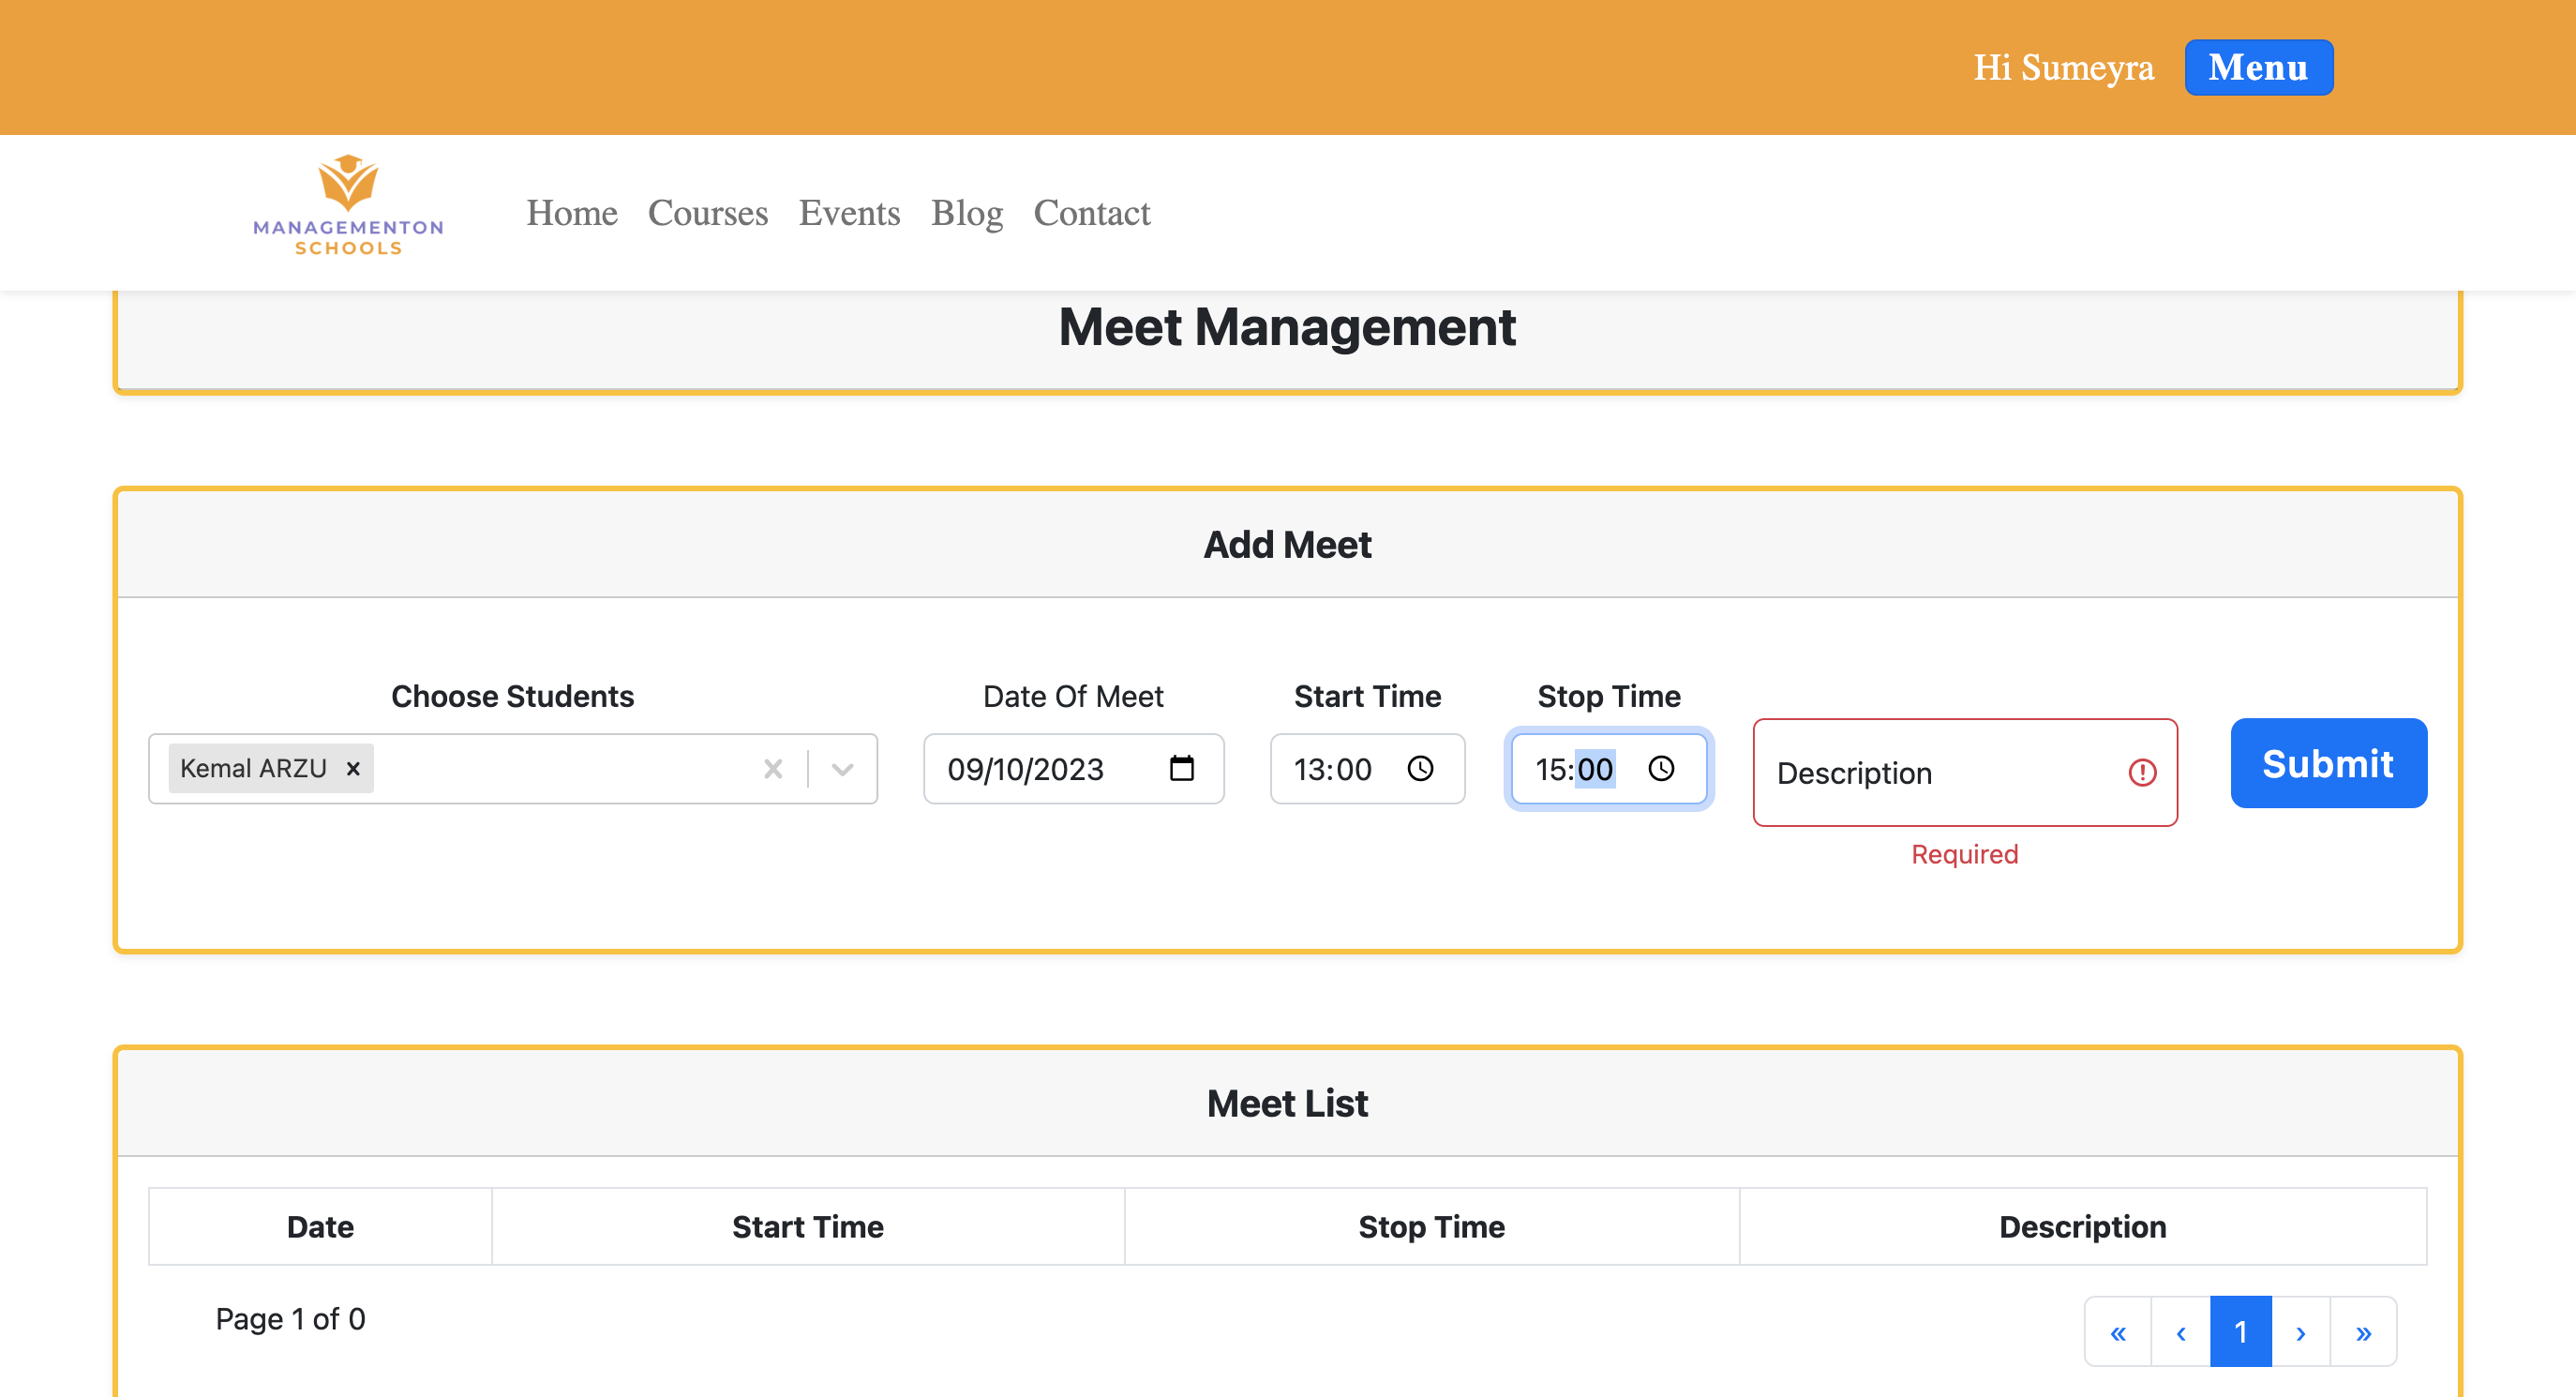 Hi Sumeyra Menu
MANAGEMENTON
SCHOOLS
Home Courses Events Blog Contact
Meet Management
Add Meet
Choose Students Date Of Meet Start Time Stop Time
Kemal ARZU × 09/10/2023 13:00 15:00 Description Submit
Required
Meet List
Date Start Time Stop Time Description
Page 1 of 0
« ‹ 1 › »